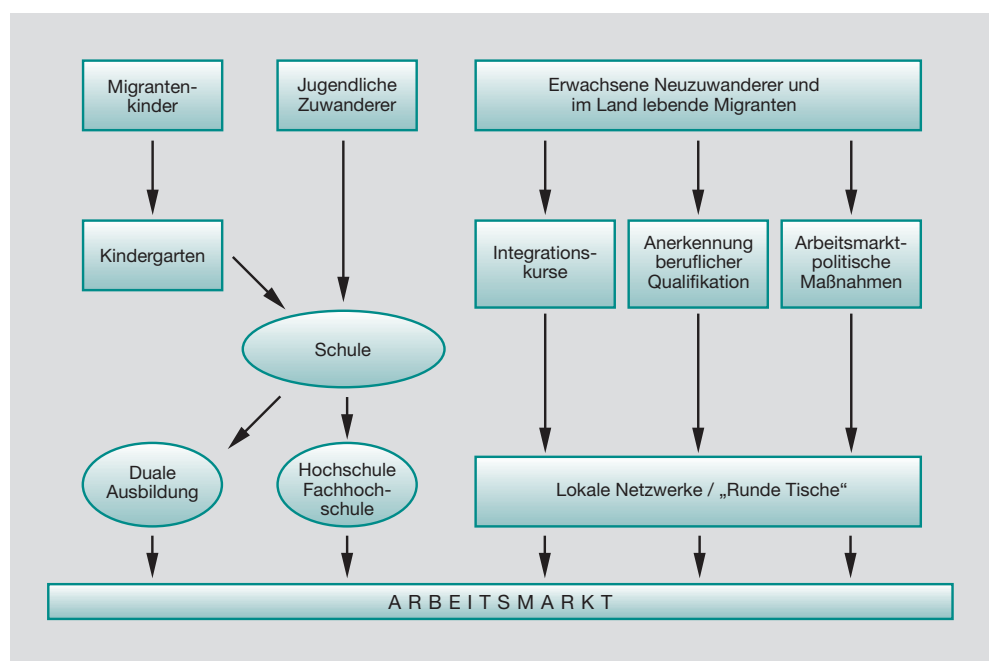 Migranten-
kinder
Jugendliche
Zuwanderer
Erwachsene Neuzuwanderer und
im Land lebende Migranten
Kindergarten
Integrations-
kurse
Anerkennung
beruflicher
Qualifikation
Arbeitsmarkt-
politische
Maßnahmen
Schule
Duale
Ausbildung
Hochschule
Fachhoch-
schule
Lokale Netzwerke / „Runde Tische“
ARBEITSMARKT